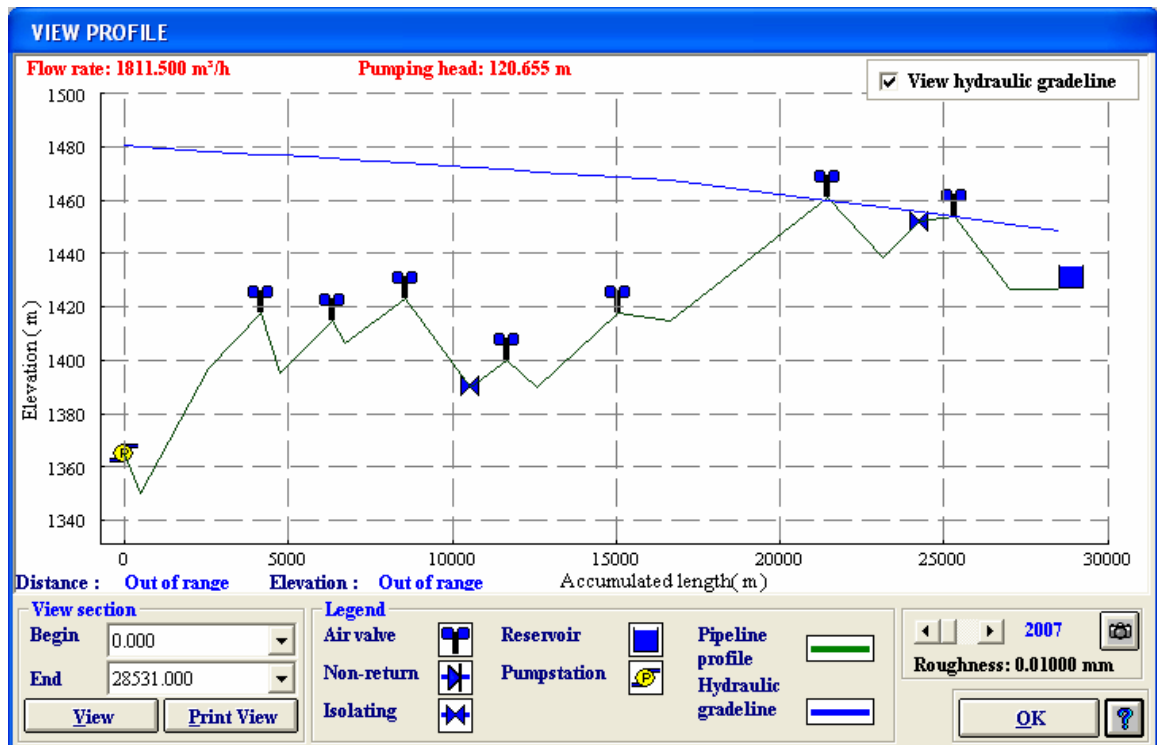 VIEW PROFILE
Flow rate: 1811.500 m³/h Pumping head: 120.655 m
View hydraulic gradeline
1500
1480
1460
1440
1420
1400
1380
1360
1340
Elevation ( m )
P
0 5000 10000 15000 20000 25000 30000
Distance : Out of range Elevation : Out of range Accumulated length( m )
View section
Begin 0.000
End 28531.000
View Print View
Legend
Air valve Reservoir Pipeline profile
Non-return Pumpstation P Hydraulic gradeline
Isolating
2007
Roughness: 0.01000 mm
OK ?